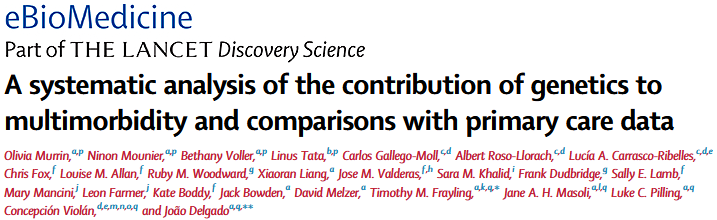 eBioMedicine
Part of THE LANCET Discovery Science
A systematic analysis of the contribution of genetics to
multimorbidity and comparisons with primary care data
Olivia Murrin,a,p Ninon Mounier,a,p Bethany Voller,a,p Linus Tata,b,p Carlos Gallego-Moll,c,d Albert Roso-Llorach,c,d Lucía A. Carrasco-Ribelles,c,d,e
Chris Fox,f Louise M. Allan,f Ruby M. Woodward,g Xiaoran Liang,a Jose M. Valderas,f,h Sara M. Khalid,i Frank Dudbridge,g Sally E. Lamb,f
Mary Mancini,j Leon Farmer,j Kate Boddy,f Jack Bowden,a David Melzer,a Timothy M. Frayling,a,k,q,∗ Jane A. H. Masoli,a,l,q Luke C. Pilling,a,q
Concepción Violán,d,e,m,n,o,q and João Delgadoa,q,∗∗